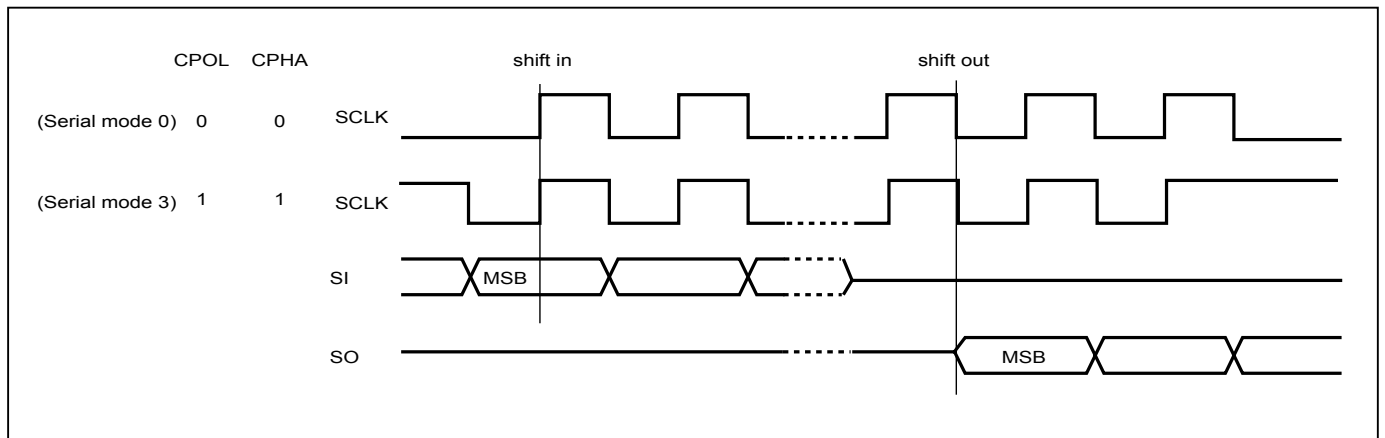 CPOL CPHA shift in shift out
(Serial mode 0) 0 0 SCLK
(Serial mode 3) 1 1 SCLK
SI MSB
SO MSB